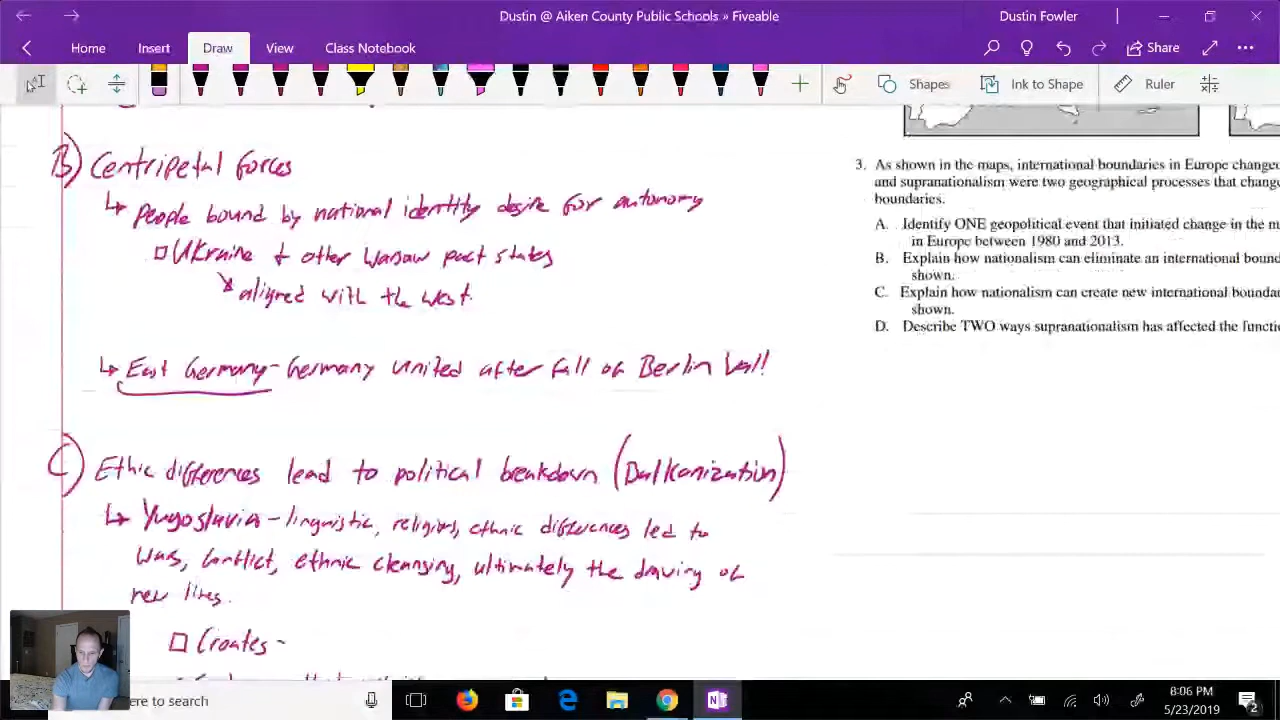 Dustin @ Aiken County Public Schools » Fiveable
Dustin Fowler
Home Insert Draw View Class Notebook
Share
Shapes Ink to Shape Ruler
B) Centripetal Forces
↳ People bound by national identity desire for autonomy
□ Ukraine + other Warsaw pact states
↘ aligned with the west.
↳ East Germany - Germany united after fall of Berlin Wall!
C) Ethic differences lead to political breakdown (Balkanization)
↳ Yugoslavia - linguistic, religious, ethnic differences led to
wars, conflict, ethnic cleansing, ultimately the drawing of
new lines.
□ Croates -
3. As shown in the maps, international boundaries in Europe changed
and supranationalism were two geographical processes that change
boundaries.
A. Identify ONE geopolitical event that initiated change in the m
in Europe between 1980 and 2013.
B. Explain how nationalism can eliminate an international bound
shown.
C. Explain how nationalism can create new international bounda
shown.
D. Describe TWO ways supranationalism has affected the functi
ere to search
8:06 PM
5/23/2019
2